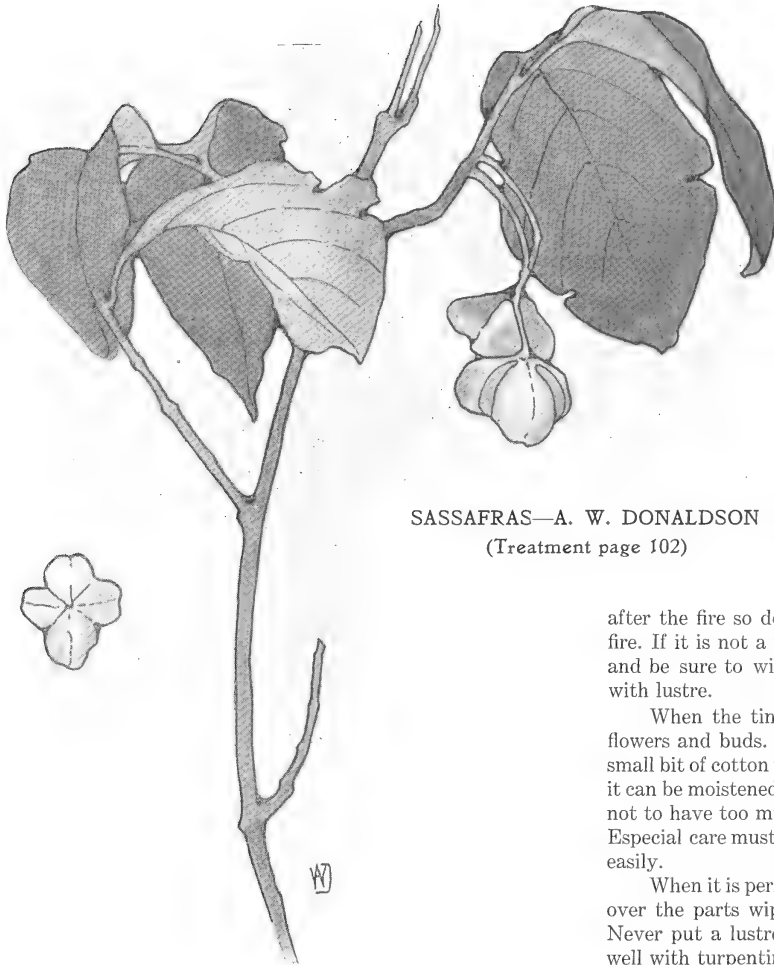 SASSAFRAS—A. W. DONALDSON
(Treatment page 102)
after the fire so de
fire. If it is not a
and be sure to wi
with lustre.
When the tin
flowers and buds.
small bit of cotton
it can be moistened
not to have too m
Especial care must
easily.
When it is per
over the parts wip
Never put a lustre
well with turpentin